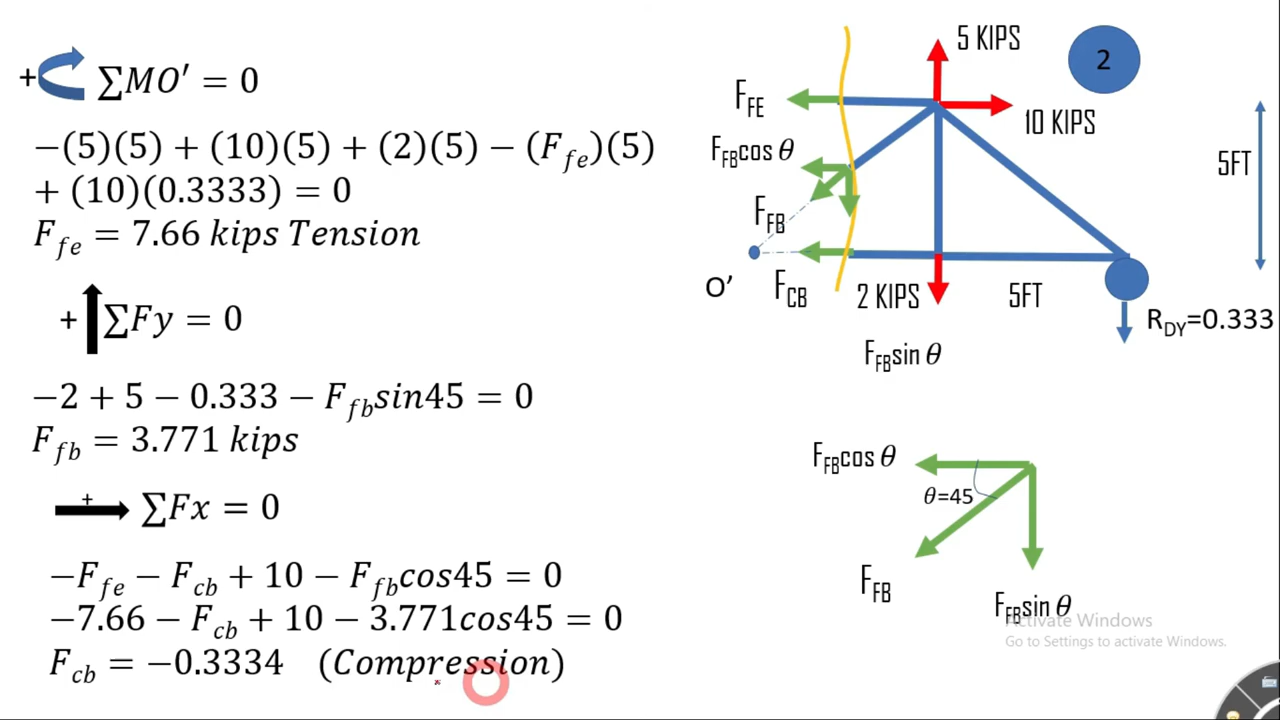 + ∑MO′ = 0
−(5)(5) + (10)(5) + (2)(5) − (F_fe)(5)
+ (10)(0.3333) = 0
F_fe = 7.66 kips Tension
+ ∑Fy = 0
−2 + 5 − 0.333 − F_fb sin45 = 0
F_fb = 3.771 kips
+ ∑Fx = 0
−F_fe − F_cb + 10 − F_fb cos45 = 0
−7.66 − F_cb + 10 − 3.771cos45 = 0
F_cb = −0.3334 (Compression)
5 KIPS
2
F_FE
10 KIPS
F_FB cos θ
5FT
F_FB
O’
F_CB
2 KIPS
5FT
R_DY=0.333
F_FB sin θ
F_FB cos θ
θ=45
F_FB
F_FB sin θ
Activate Windows
Go to Settings to activate Windows.